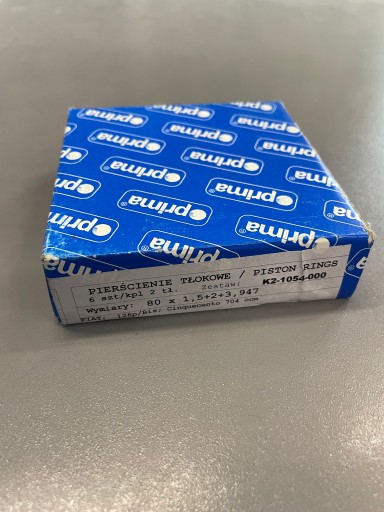 prima
PIERŚCIENIE TŁOKOWE / PISTON RINGS
6 szt/kpl 2 tł. Zestaw: K2-1054-000
Wymiary: 80 x 1,5+2+3,947
FIAT. 126p/Bis; Cinquecento 704 ccm